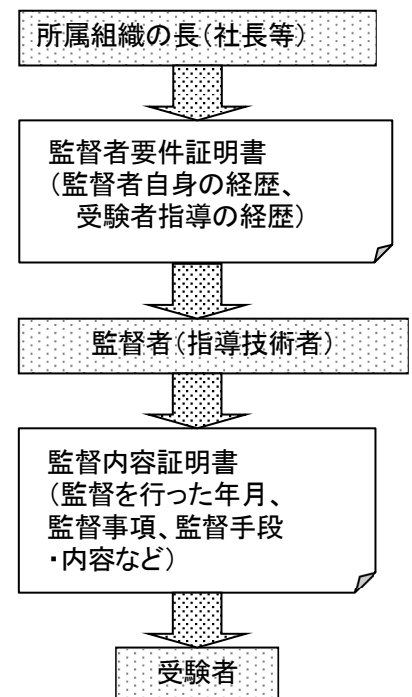 所属組織の長(社長等)
監督者要件証明書
(監督者自身の経歴、
受験者指導の経歴)
監督者(指導技術者)
監督内容証明書
(監督を行った年月、
監督事項、監督手段
・内容など)
受験者